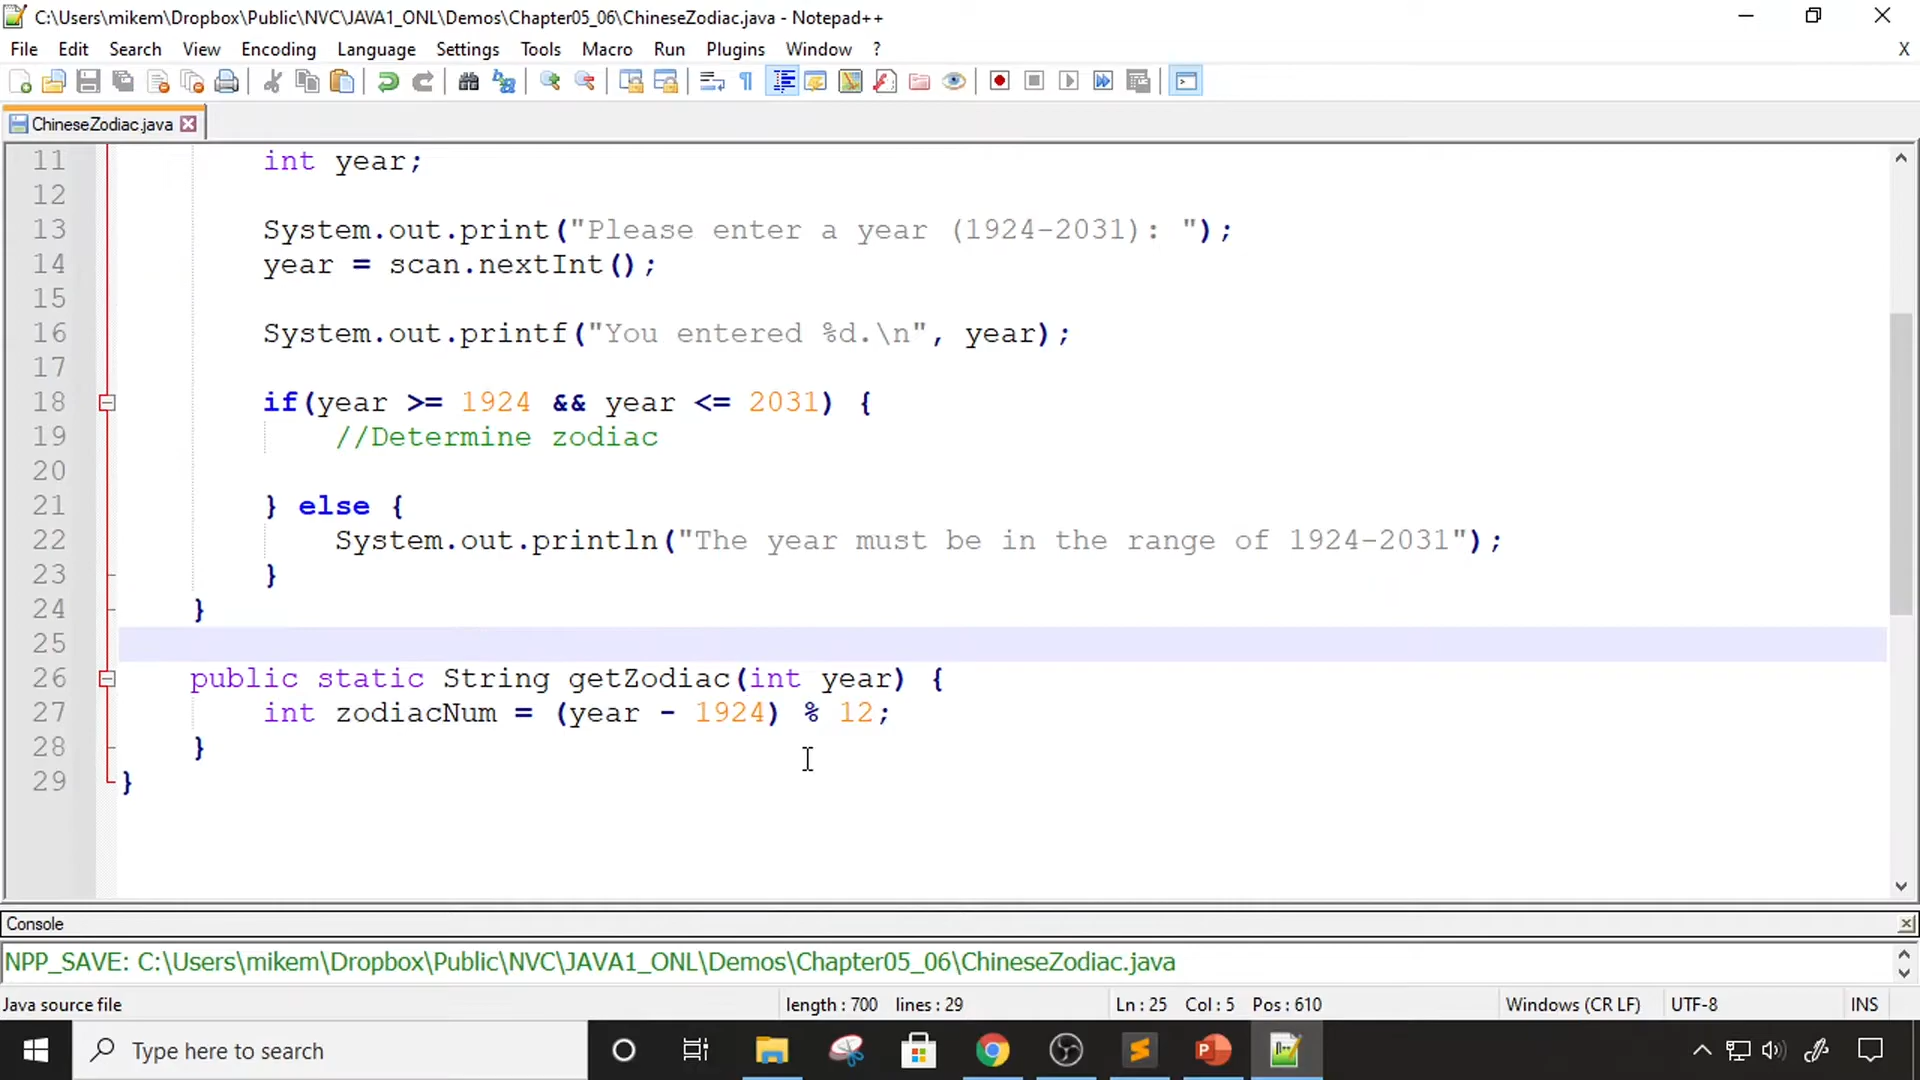 C:\Users\mikem\Dropbox\Public\NVC\JAVA1_ONL\Demos\Chapter05_06\ChineseZodiac.java - Notepad++
File Edit Search View Encoding Language Settings Tools Macro Run Plugins Window ? X
ChineseZodiac.java
11 int year;
12
13 System.out.print("Please enter a year (1924-2031): ");
14 year = scan.nextInt();
15
16 System.out.printf("You entered %d.\n", year);
17
18 if(year >= 1924 && year <= 2031) {
19 //Determine zodiac
20
21 } else {
22 System.out.println("The year must be in the range of 1924-2031");
23 }
24 }
25
26 public static String getZodiac(int year) {
27 int zodiacNum = (year - 1924) % 12;
28 }
29 }
Console
NPP_SAVE: C:\Users\mikem\Dropbox\Public\NVC\JAVA1_ONL\Demos\Chapter05_06\ChineseZodiac.java
Java source file length : 700 lines : 29 Ln : 25 Col : 5 Pos : 610 Windows (CR LF) UTF-8 INS
Type here to search